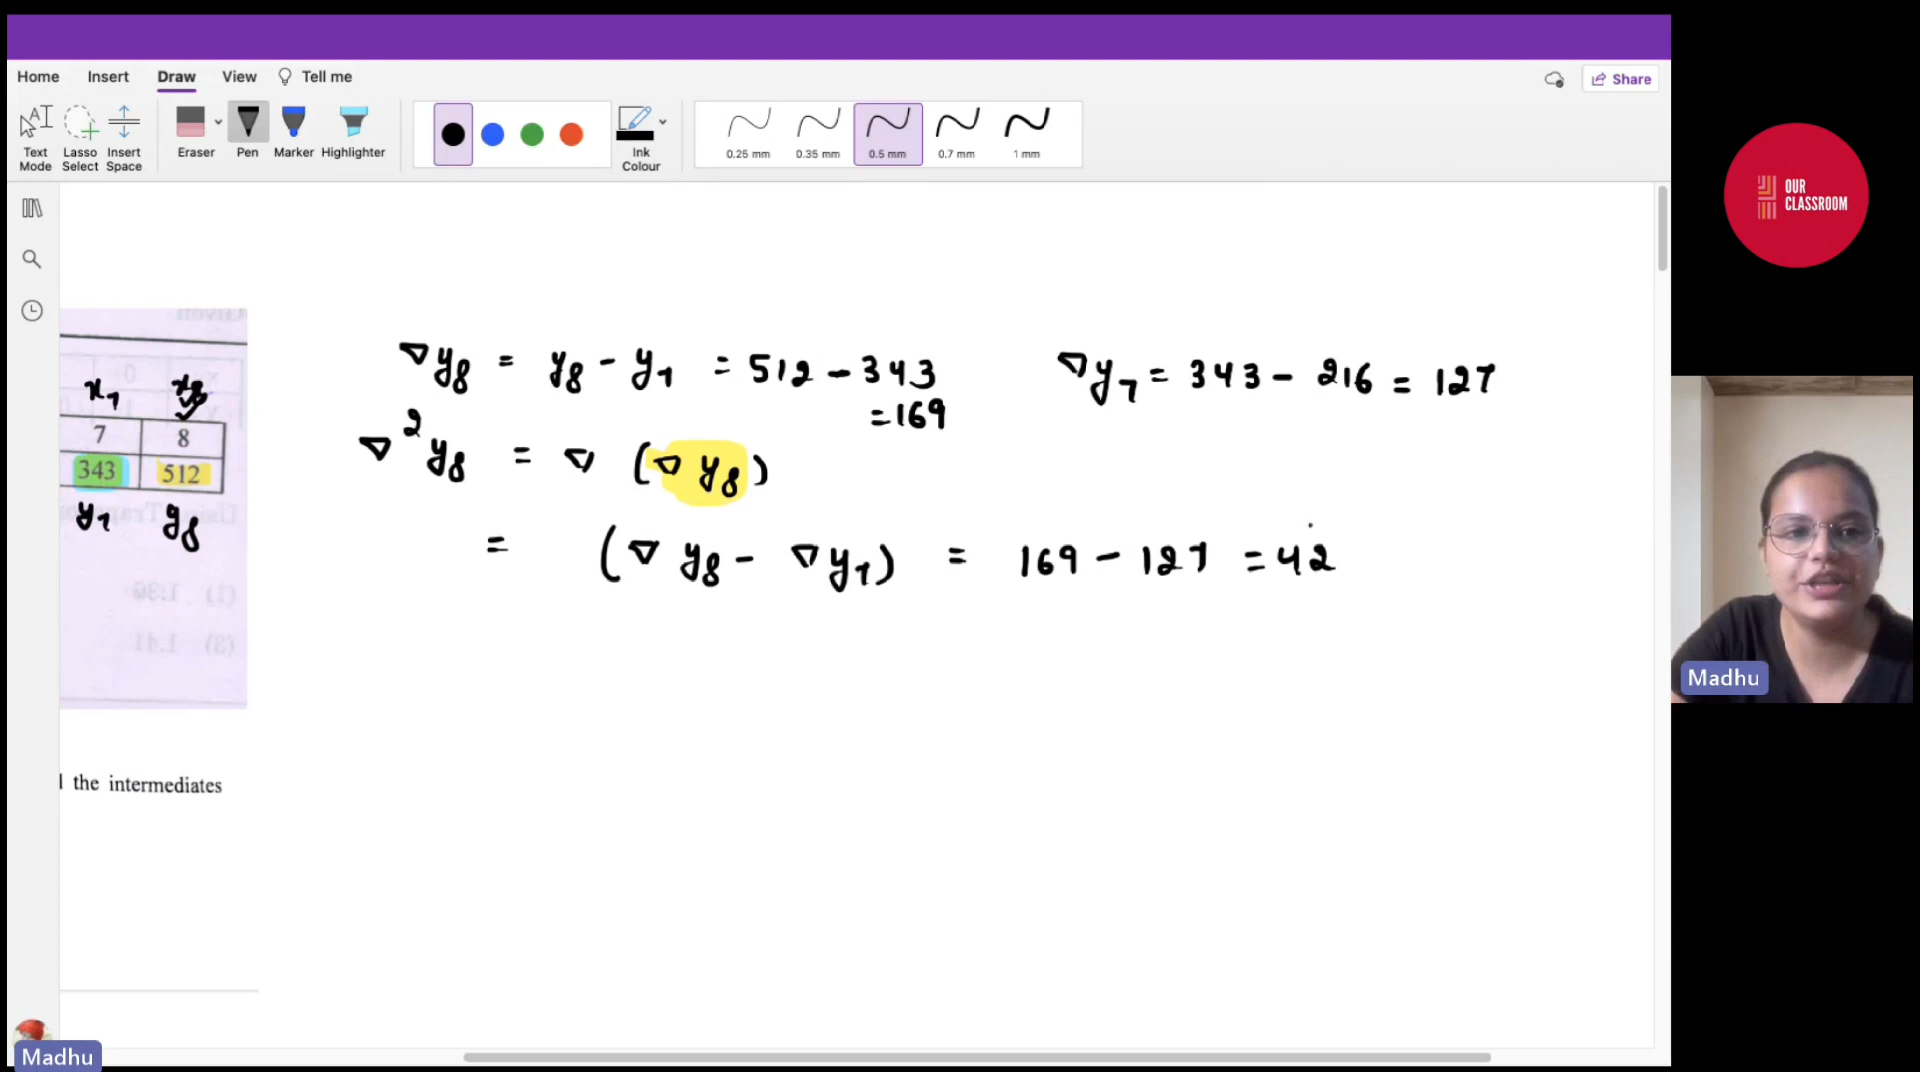 Home Insert Draw View Tell me
Share
Text Mode Lasso Select Insert Space Eraser Pen Marker Highlighter Ink Colour 0.25 mm 0.35 mm 0.5 mm 0.7 mm 1 mm
OUR CLASSROOM
∇y₈ = y₈ - y₇ = 512 - 343
= 169
∇y₇ = 343 - 216 = 127
∇²y₈ = ∇ (∇ y₈)
= (∇ y₈ - ∇y₇) = 169 - 127 = 42
x₇ x₈
7 8
343 512
y₇ y₈
the intermediates
Madhu
Madhu